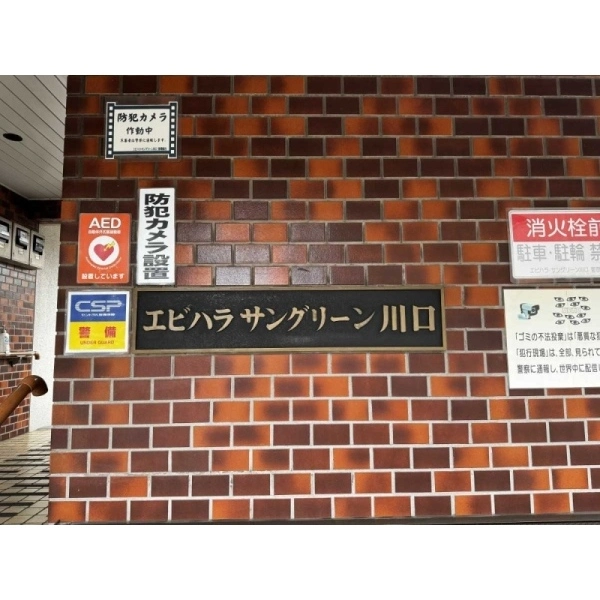 防犯カメラ
作動中
防犯カメラ設置
AED
設置しています
CSP
警備
エビハラ サングリーン 川口
消火栓前
駐車・駐輪 禁
「ゴミの不法投棄」は「悪質な犯
「犯行現場」は、全部、見られて
警察に通報し、世界中に配信